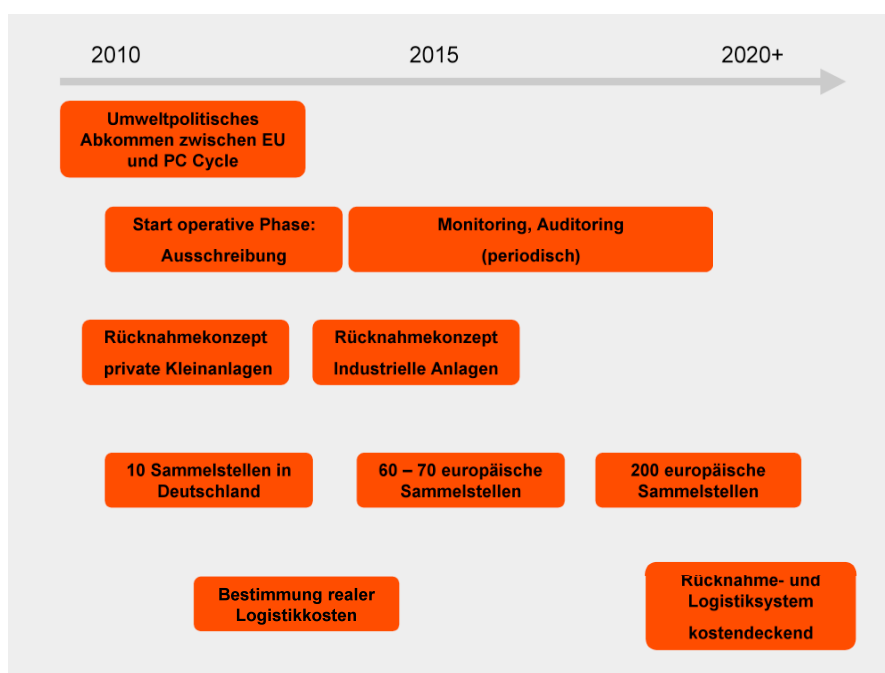 2010
2015
2020+
Umweltpolitisches
Abkommen zwischen EU
und PC Cycle
Start operative Phase:
Ausschreibung
Monitoring, Auditoring
(periodisch)
Rücknahmekonzept
private Kleinanlagen
Rücknahmekonzept
Industrielle Anlagen
10 Sammelstellen in
Deutschland
60 – 70 europäische
Sammelstellen
200 europäische
Sammelstellen
Bestimmung realer
Logistikkosten
Rücknahme- und
Logistiksystem
kostendeckend